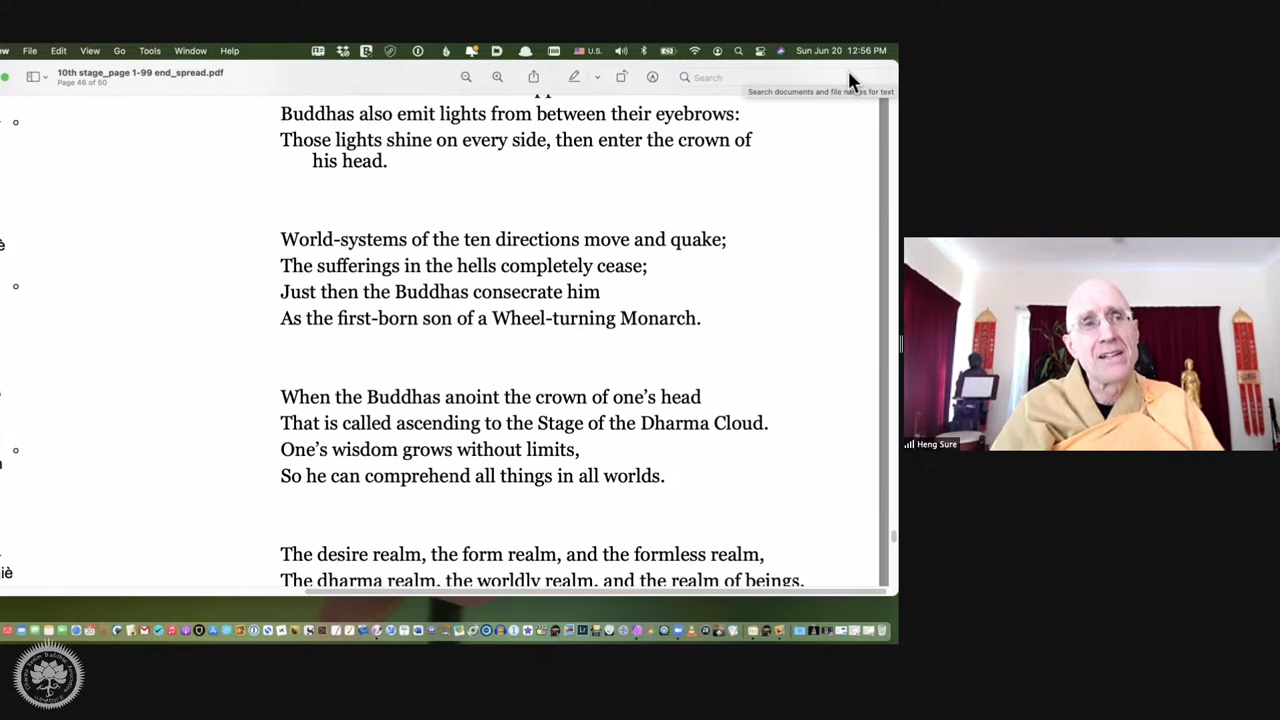 ew File Edit View Go Tools Window Help U.S. Sun Jun 20 12:56 PM
10th stage_page 1-99 end_spread.pdf
Page 46 of 50
Search
Search documents and file names for text
Buddhas also emit lights from between their eyebrows:
Those lights shine on every side, then enter the crown of
his head.
World-systems of the ten directions move and quake;
The sufferings in the hells completely cease;
Just then the Buddhas consecrate him
As the first-born son of a Wheel-turning Monarch.
When the Buddhas anoint the crown of one's head
That is called ascending to the Stage of the Dharma Cloud.
One's wisdom grows without limits,
So he can comprehend all things in all worlds.
The desire realm, the form realm, and the formless realm,
The dharma realm, the worldly realm, and the realm of beings,
è
iè
Heng Sure